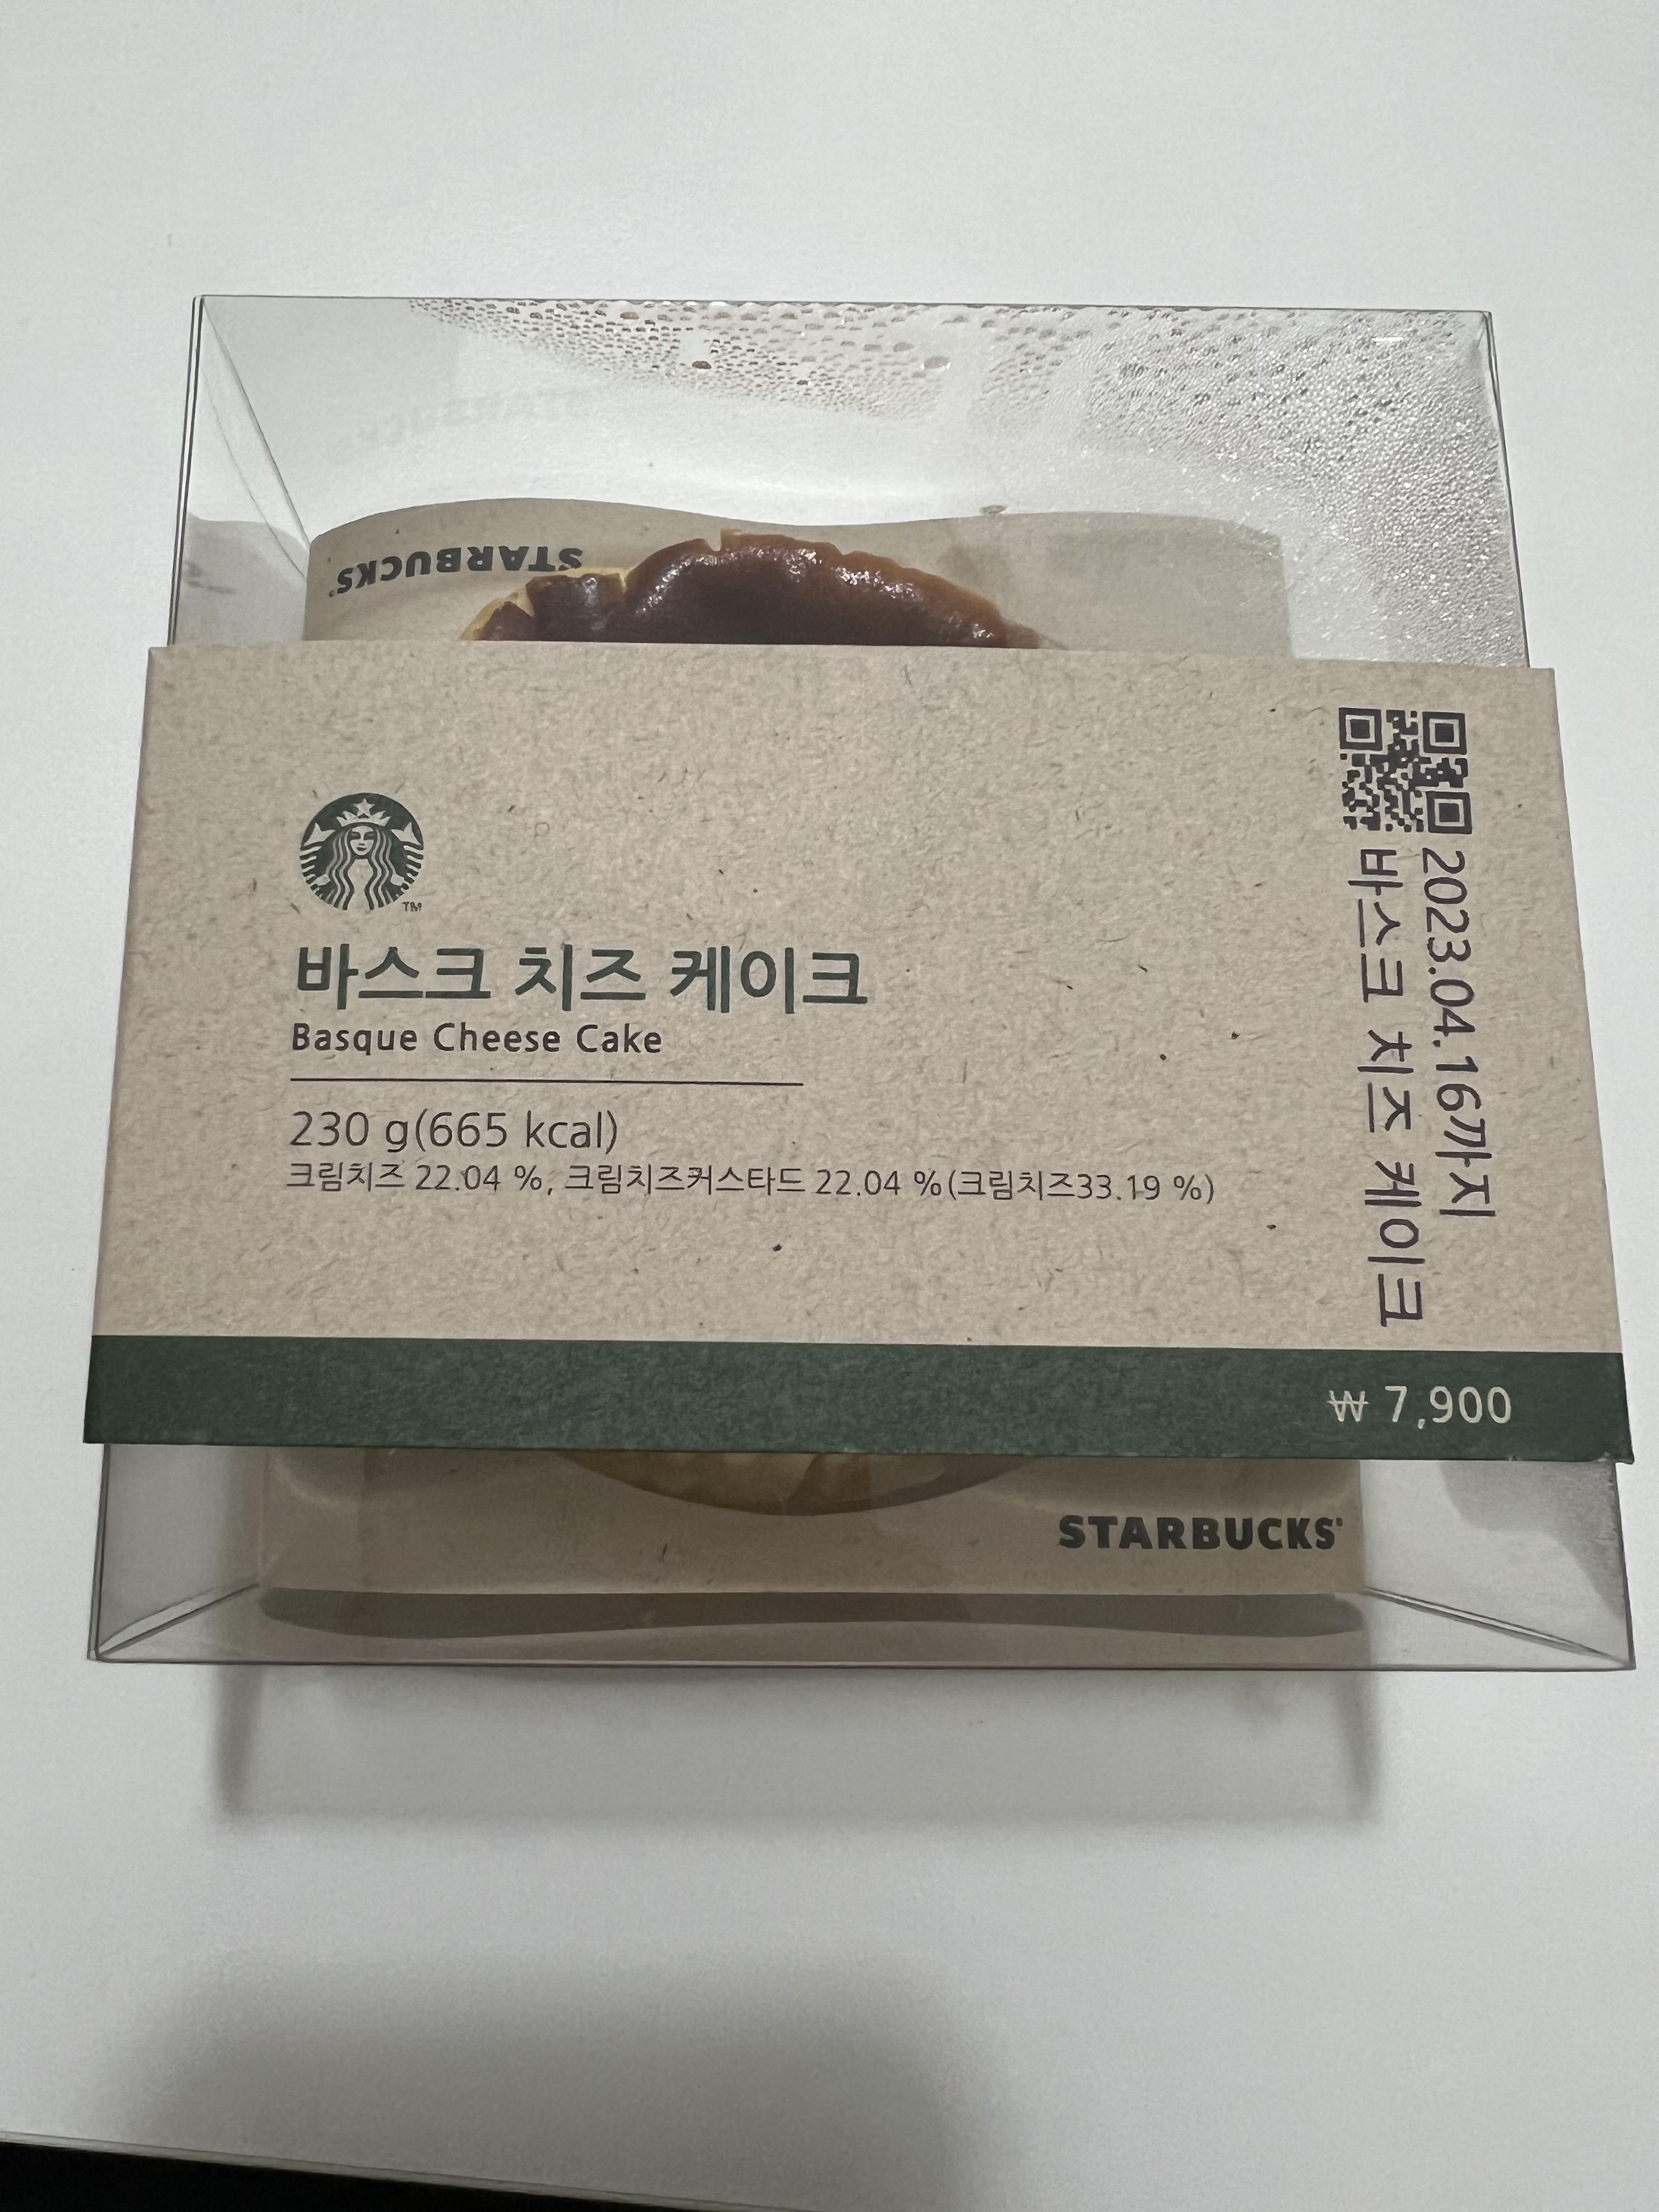 STARBUCKS
TM
바스크 치즈 케이크
Basque Cheese Cake
230 g(665 kcal)
크림치즈 22.04 %, 크림치즈커스타드 22.04 %(크림치즈33.19 %)
2023.04.16까지
바스크 치즈 케이크
₩ 7,900
STARBUCKS